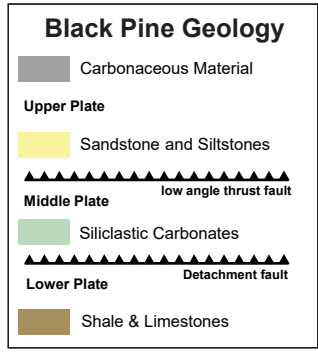 Black Pine Geology
Carbonaceous Material
Upper Plate
Sandstone and Siltstones
low angle thrust fault
Middle Plate
Siliclastic Carbonates
Detachment fault
Lower Plate
Shale & Limestones